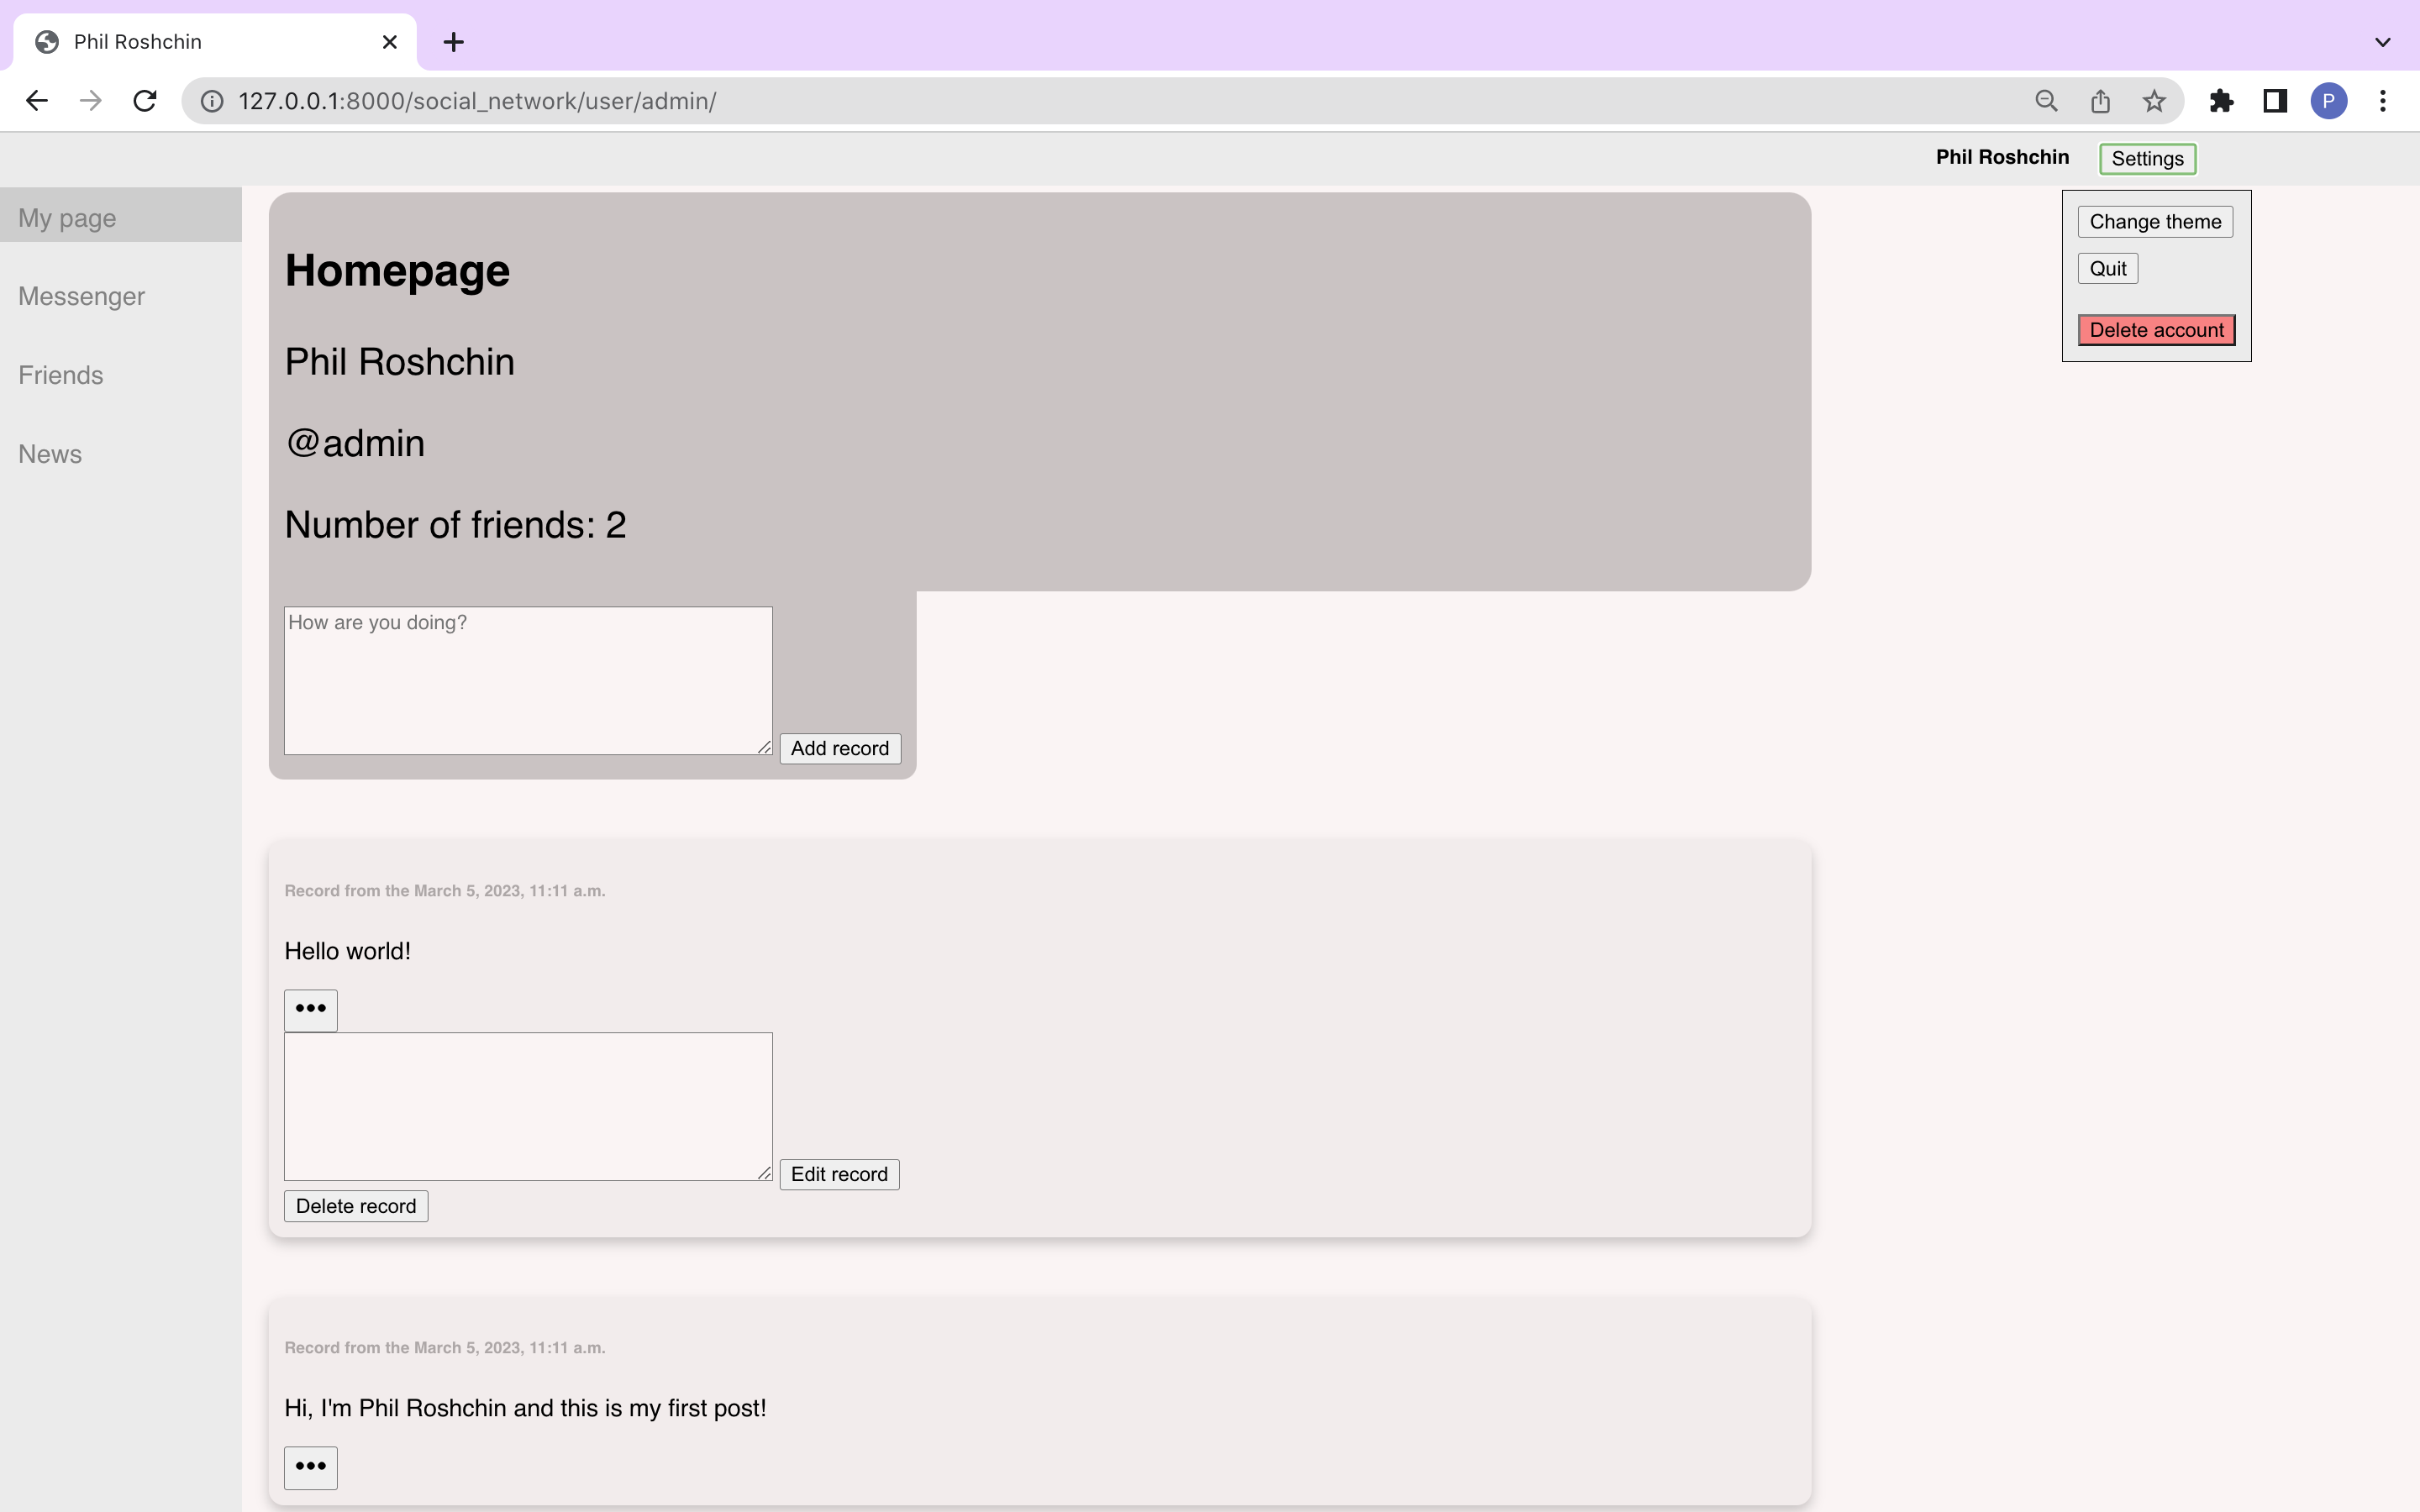 Phil Roshchin
127.0.0.1:8000/social_network/user/admin/
P
Phil Roshchin Settings
My page
Messenger
Friends
News
Change theme
Quit
Delete account
Homepage
Phil Roshchin
@admin
Number of friends: 2
How are you doing?
Add record
Record from the March 5, 2023, 11:11 a.m.
Hello world!
•••
Edit record
Delete record
Record from the March 5, 2023, 11:11 a.m.
Hi, I'm Phil Roshchin and this is my first post!
•••